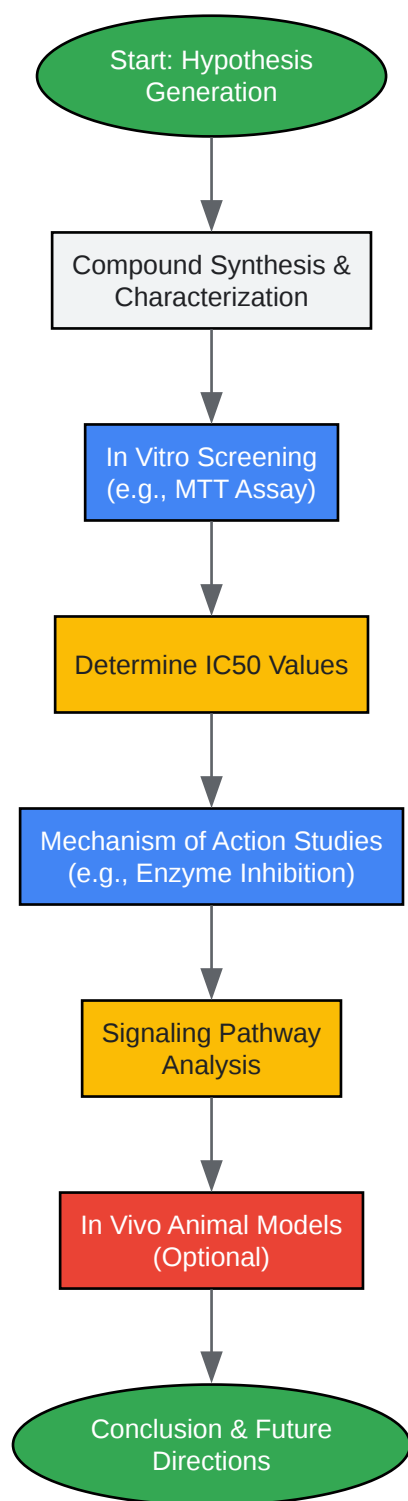 Start: Hypothesis
Generation
Compound Synthesis &
Characterization
In Vitro Screening
(e.g., MTT Assay)
Determine IC50 Values
Mechanism of Action Studies
(e.g., Enzyme Inhibition)
Signaling Pathway
Analysis
In Vivo Animal Models
(Optional)
Conclusion & Future
Directions